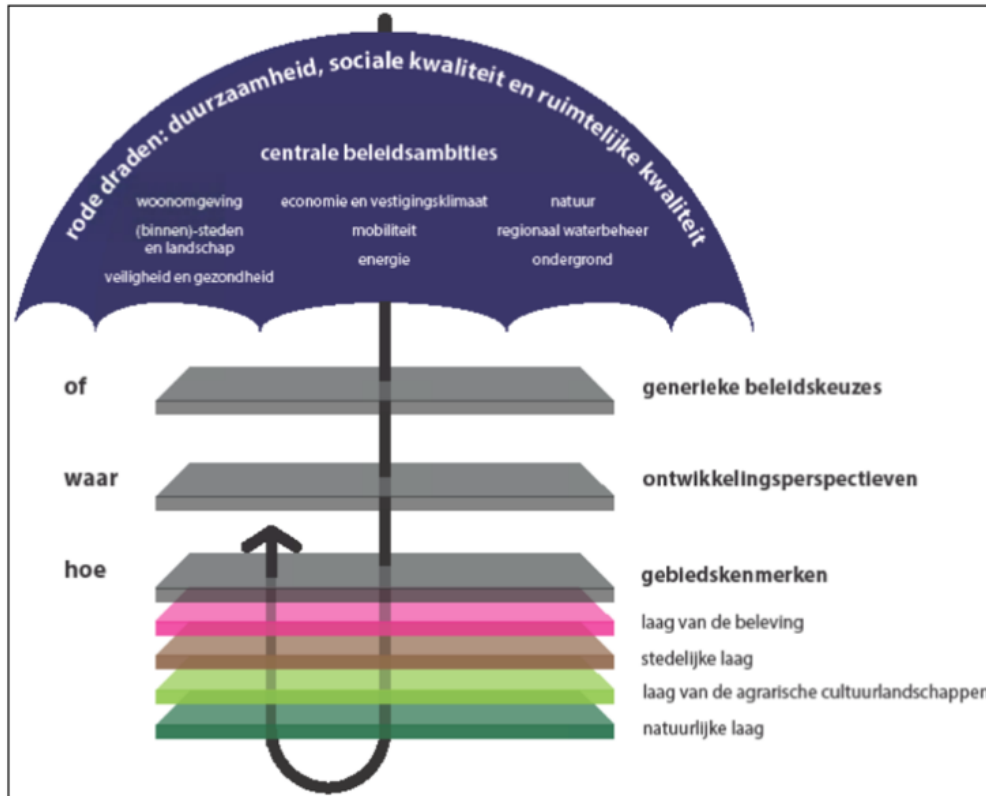 rode draden: duurzaamheid, sociale kwaliteit en ruimtelijke kwaliteit
centrale beleidsambities
woonomgeving
(binnen)-steden
en landschap
veiligheid en gezondheid
economie en vestigingsklimaat
mobiliteit
energie
natuur
regionaal waterbeheer
ondergrond
of
generieke beleidskeuzes
waar
ontwikkelingsperspectieven
hoe
gebiedskenmerken
laag van de beleving
stedelijke laag
laag van de agrarische cultuurlandschappen
natuurlijke laag